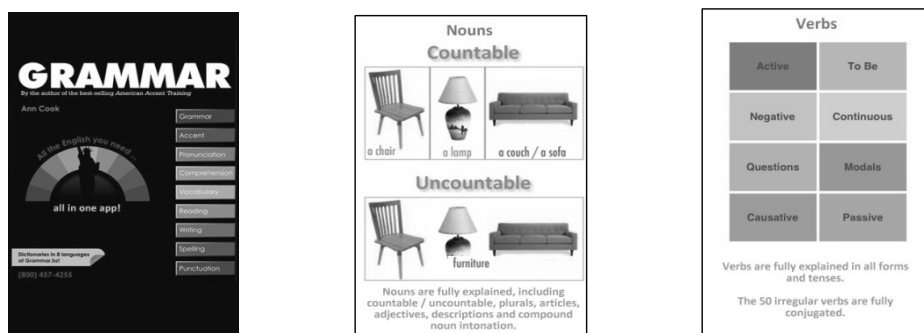 GRAMMAR
By the author of the best-selling American Accent Training
Ann Cook
All the English you need ...
all in one app!
Dictionaries in 8 languages
at Grammar.bz!
(800) 457-4255
Grammar
Accent
Pronunciation
Comprehension
Vocabulary
Reading
Writing
Spelling
Punctuation
Nouns
Countable
a chair
a lamp
a couch / a sofa
Uncountable
furniture
Nouns are fully explained, including
countable / uncountable, plurals, articles,
adjectives, descriptions and compound
noun intonation.
Verbs
Active
To Be
Negative
Continuous
Questions
Modals
Causative
Passive
Verbs are fully explained in all forms
and tenses.
The 50 irregular verbs are fully
conjugated.